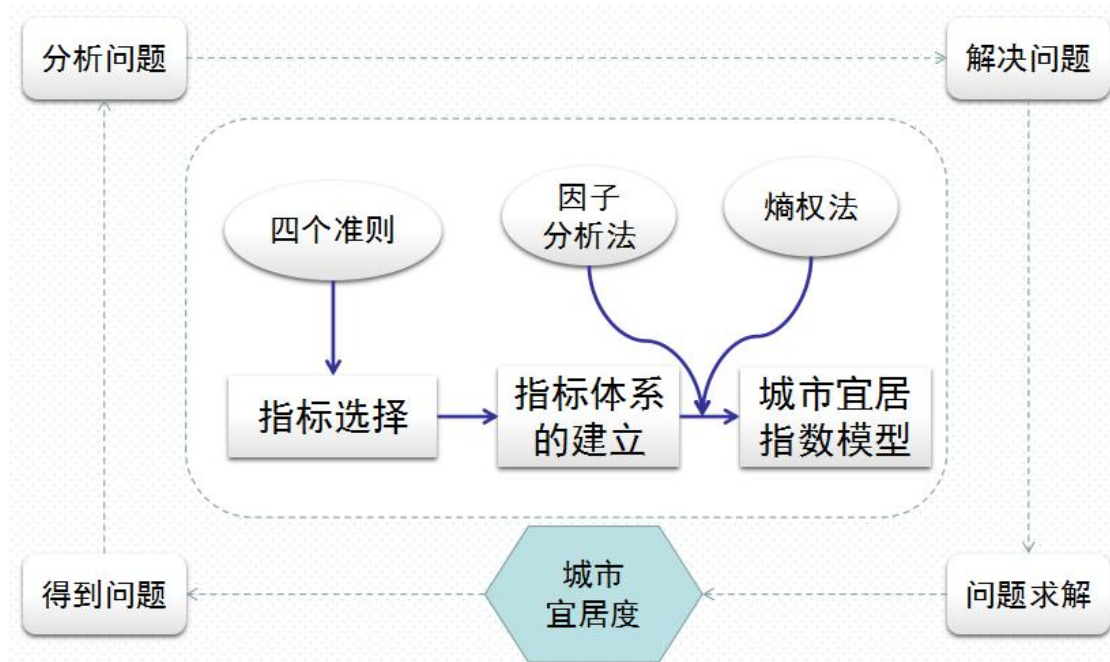 分析问题
解决问题
四个准则
因子
分析法
熵权法
指标选择
指标体系
的建立
城市宜居
指数模型
得到问题
城市
宜居度
问题求解